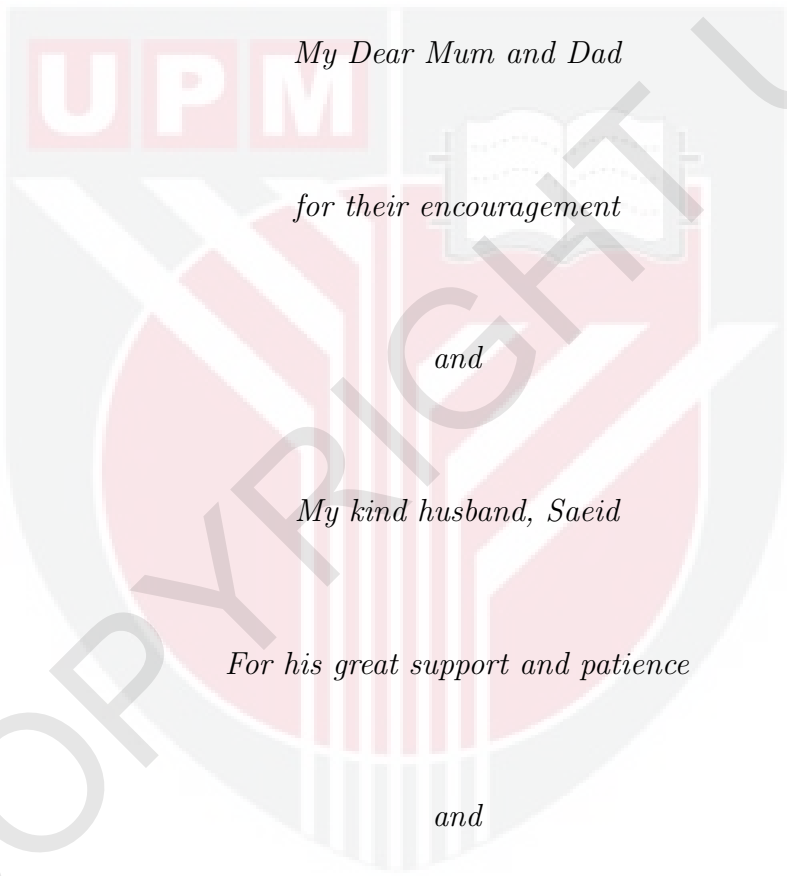 UPM
My Dear Mum and Dad
for their encouragement
and
My kind husband, Saeid
For his great support and patience
and
OPYRIGHT U